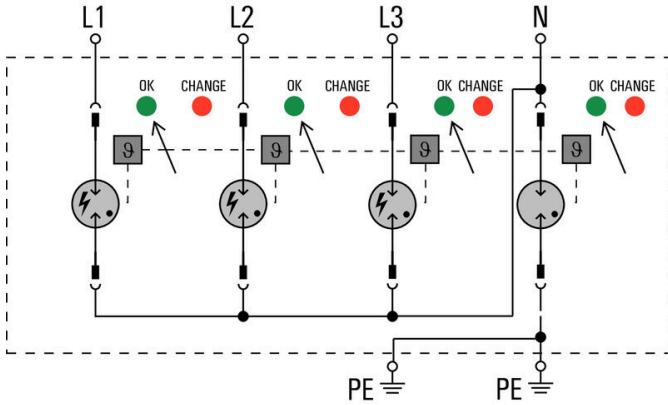 L1 L2 L3 N
OK CHANGE OK CHANGE OK CHANGE OK CHANGE
ϑ ϑ ϑ ϑ
PE PE